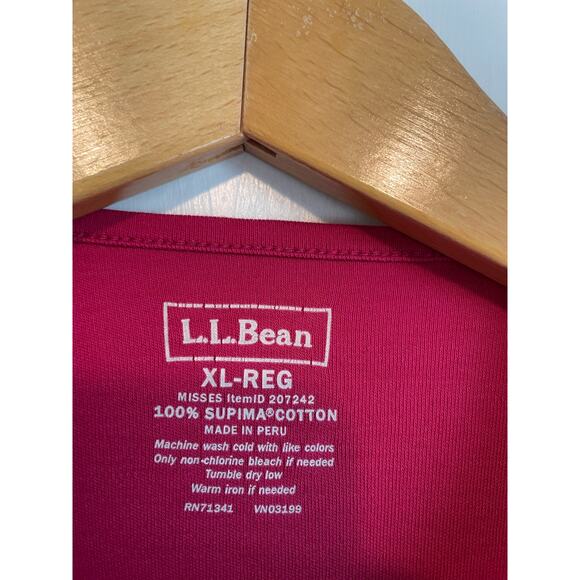 L.L.Bean
XL-REG
MISSES ItemID 207242
100% SUPIMA® COTTON
MADE IN PERU
Machine wash cold with like colors
Only non-chlorine bleach if needed
Tumble dry low
Warm iron if needed
RN71341 VN03199